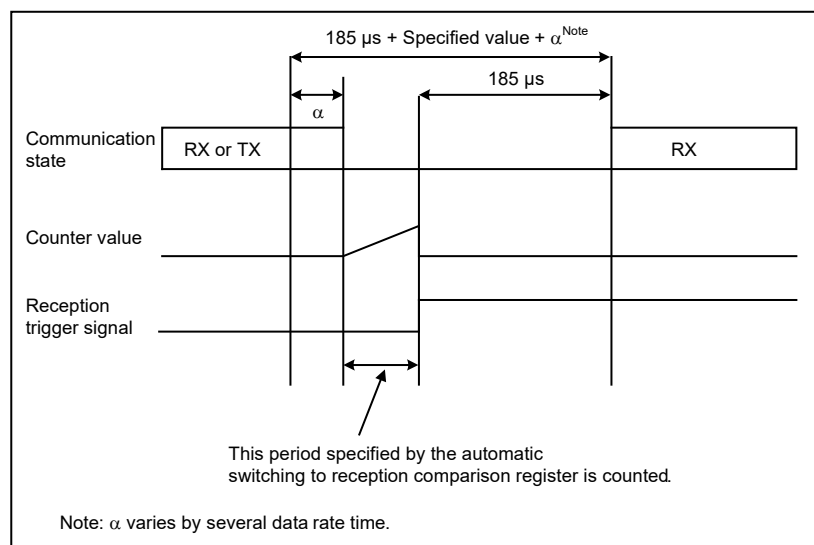 185 µs + Specified value + α^Note
185 µs
α
Communication
state
RX or TX
RX
Counter value
Reception
trigger signal
This period specified by the automatic
switching to reception comparison register is counted.
Note: α varies by several data rate time.